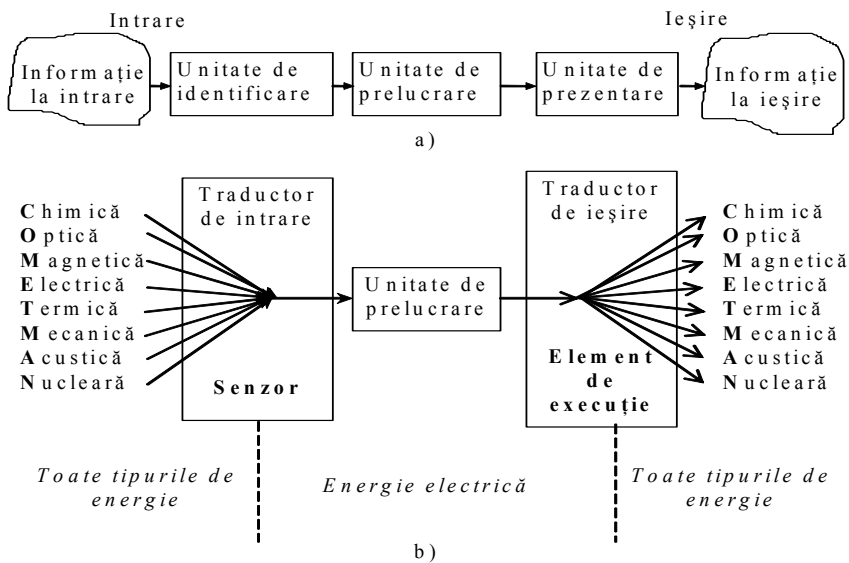 Intrare
Ieşire
Informaţie
la intrare
Unitate de
identificare
Unitate de
prelucrare
Unitate de
prezentare
Informaţie
la ieşire
a)
Traductor
de intrare
Traductor
de ieşire
Chimică
Optică
Magnetică
Electrică
Termică
Mecanică
Acustică
Nucleară
Unitate de
prelucrare
Senzor
Element
de
execuţie
Chimică
Optică
Magnetică
Electrică
Termică
Mecanică
Acustică
Nucleară
Toate tipurile de
energie
Energie electrică
Toate tipurile de
energie
b)